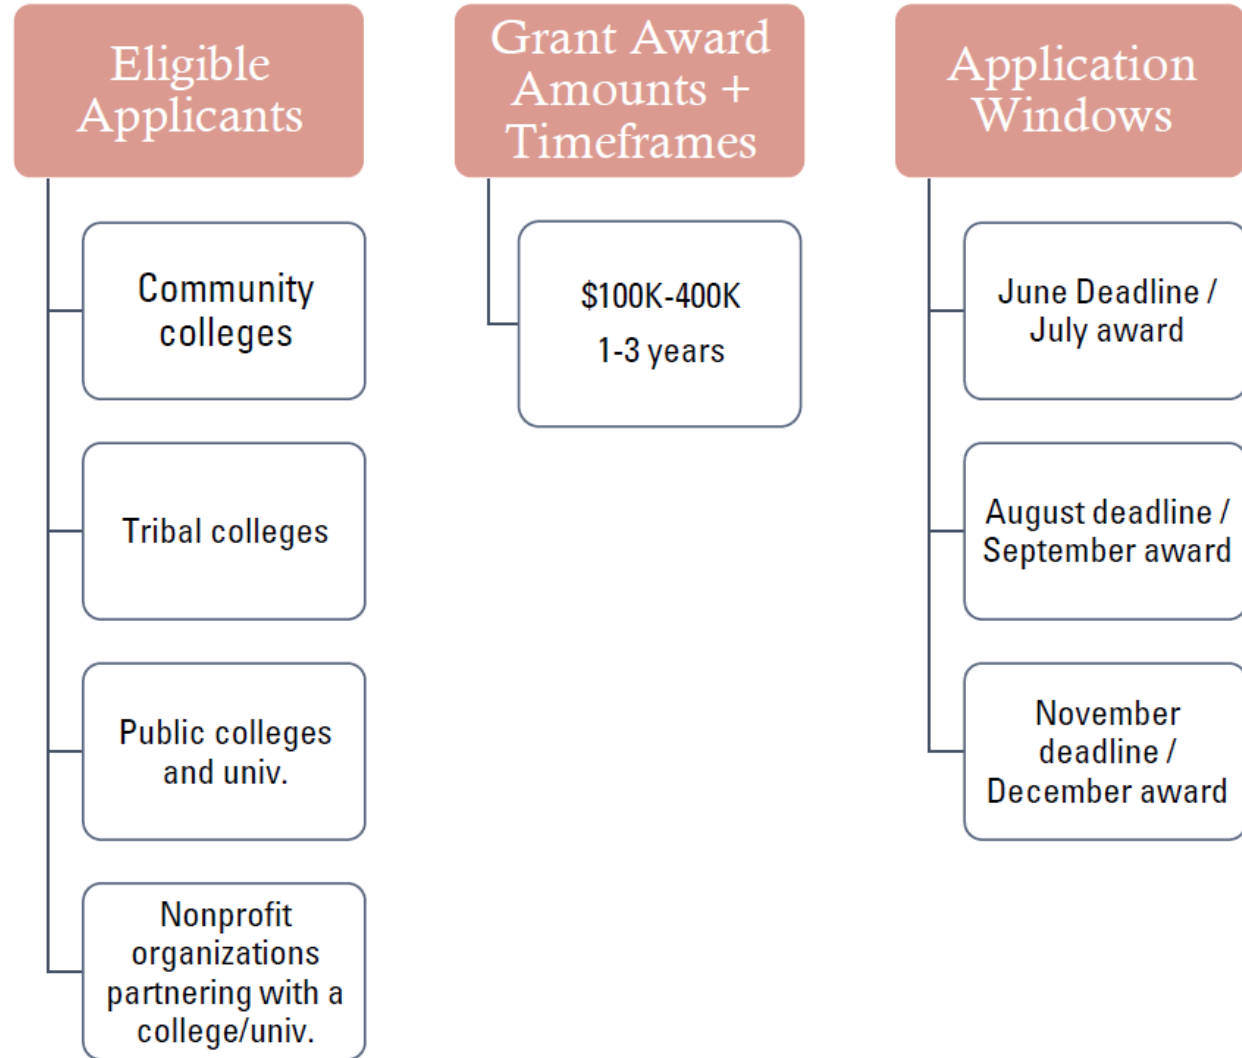 Eligible
Applicants
Community
colleges
Tribal colleges
Public colleges
and univ.
Nonprofit
organizations
partnering with a
college/univ.
Grant Award
Amounts +
Timeframes
$100K-400K
1-3 years
Application
Windows
June Deadline /
July award
August deadline /
September award
November
deadline /
December award